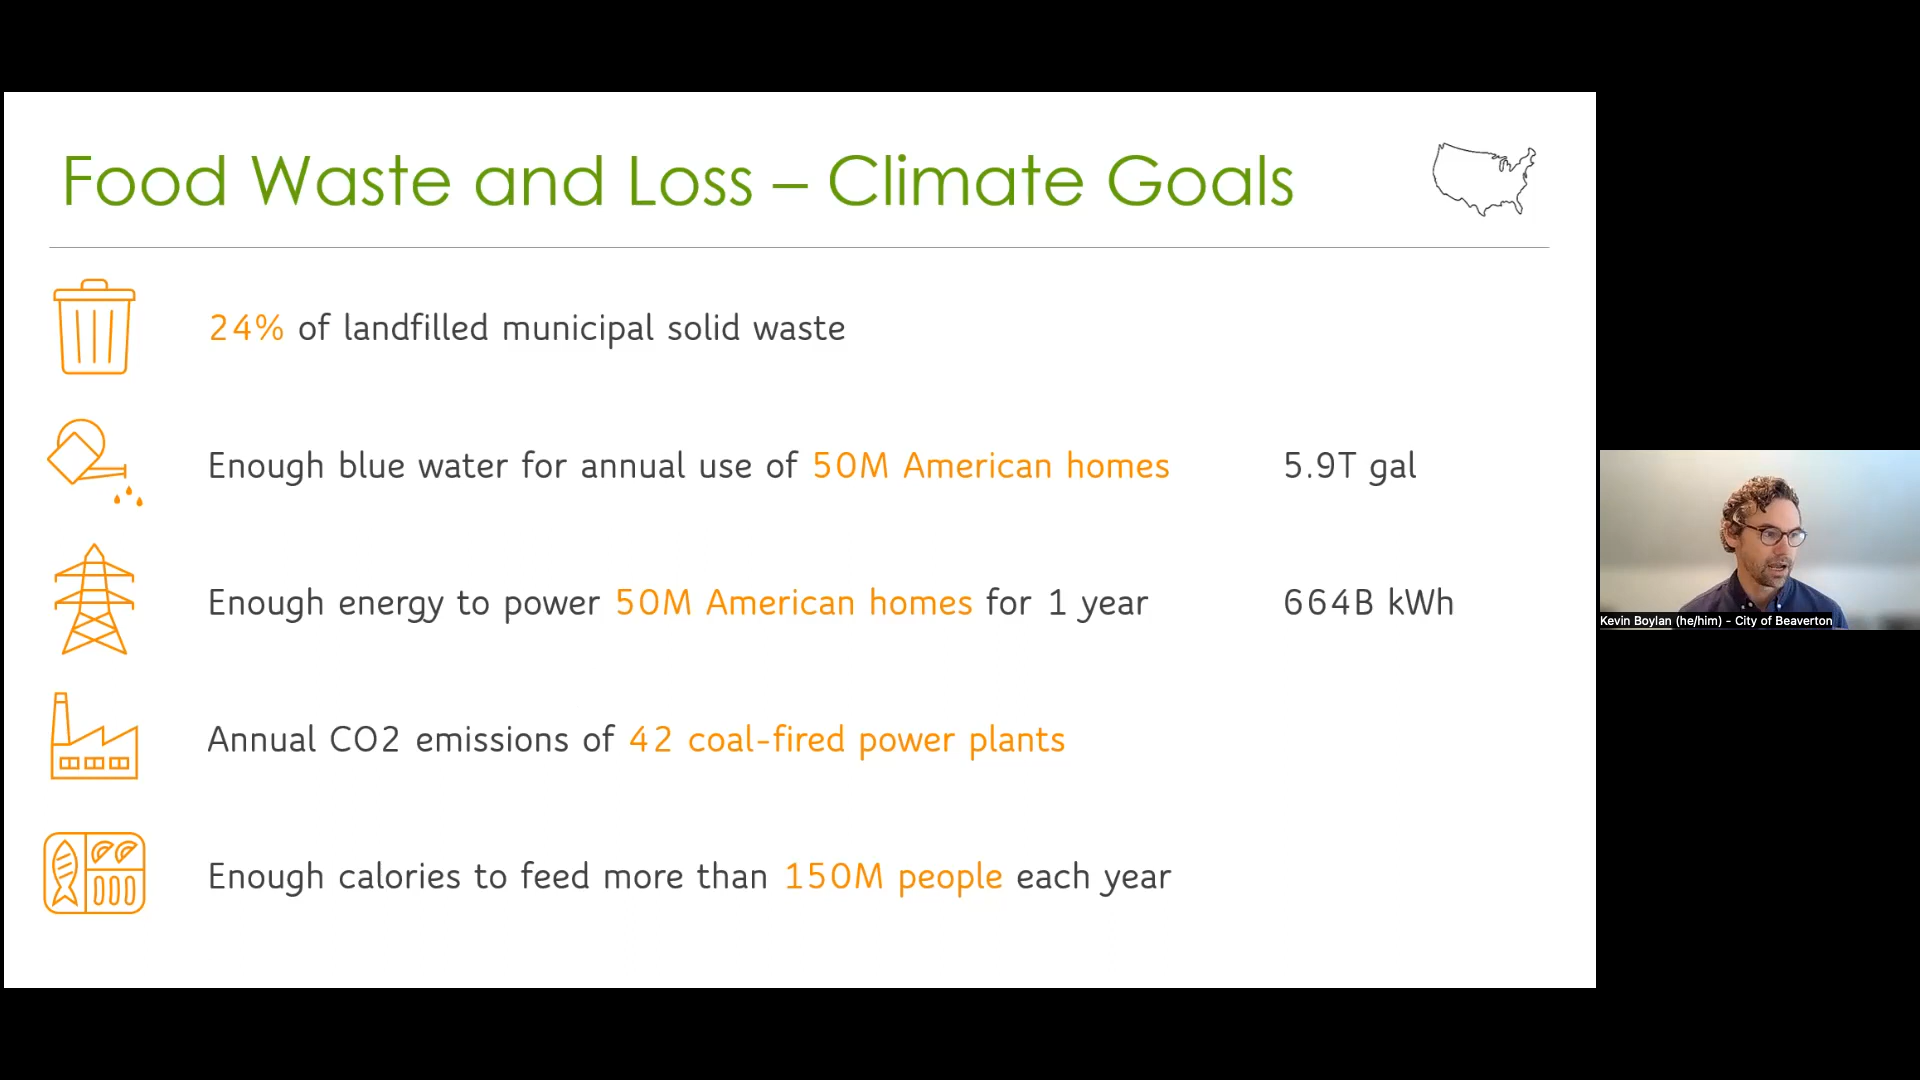 Food Waste and Loss – Climate Goals
24% of landfilled municipal solid waste
Enough blue water for annual use of 50M American homes 5.9T gal
Enough energy to power 50M American homes for 1 year 664B kWh
Annual CO2 emissions of 42 coal-fired power plants
Enough calories to feed more than 150M people each year
Kevin Boylan (he/him) - City of Beaverton